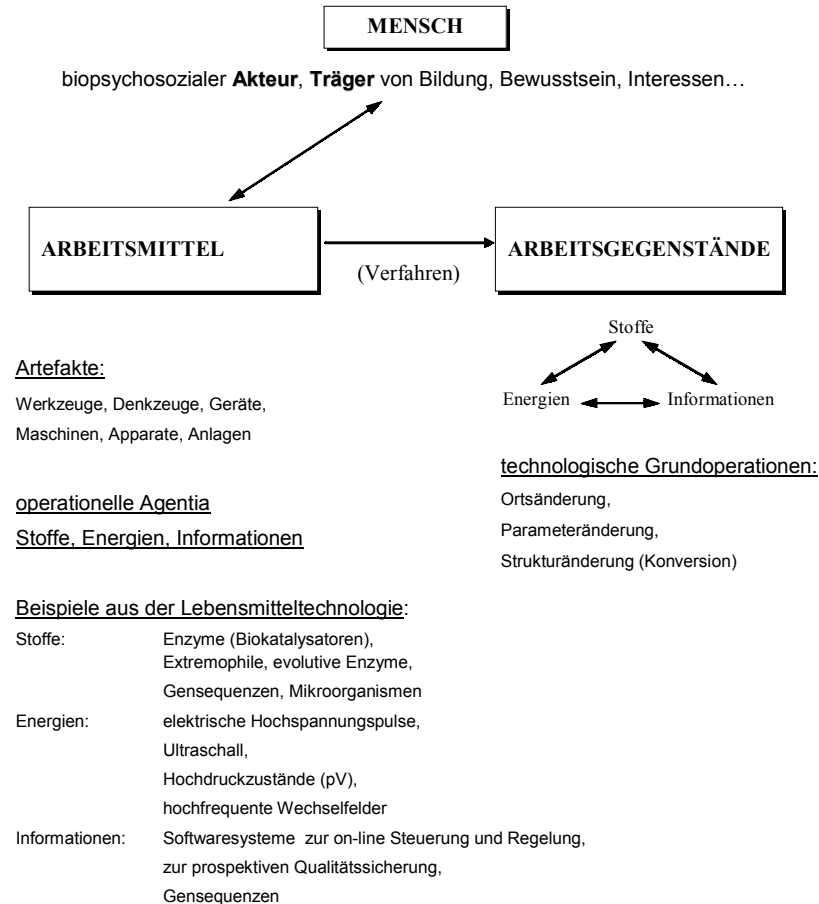 MENSCH
biopsychosozialer Akteur, Träger von Bildung, Bewusstsein, Interessen…
ARBEITSMITTEL
(Verfahren)
ARBEITSGEGENSTÄNDE
Stoffe
Energien
Informationen
Artefakte:
Werkzeuge, Denkzeuge, Geräte,
Maschinen, Apparate, Anlagen
technologische Grundoperationen:
Ortsänderung,
Parameteränderung,
Strukturänderung (Konversion)
operationelle Agentia
Stoffe, Energien, Informationen
Beispiele aus der Lebensmitteltechnologie:
Stoffe: Enzyme (Biokatalysatoren),
Extremophile, evolutive Enzyme,
Gensequenzen, Mikroorganismen
Energien: elektrische Hochspannungspulse,
Ultraschall,
Hochdruckzustände (pV),
hochfrequente Wechselfelder
Informationen: Softwaresysteme zur on-line Steuerung und Regelung,
zur prospektiven Qualitätssicherung,
Gensequenzen